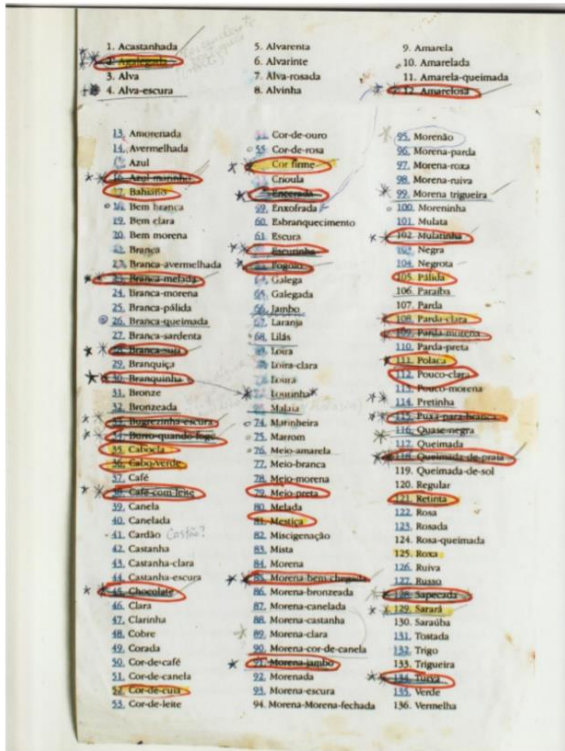 1. Acastanhada
2. Agalegada
3. Alva
4. Alva-escura
5. Alvarenta
6. Alvarinte
7. Alva-rosada
8. Alvinha
9. Amarela
10. Amarelada
11. Amarela-queimada
12. Amarelosa
13. Amorenada
14. Avermelhada
Azul
16. Azul-marinho
17. Bahiano
18. Bem branca
19. Bem clara
20. Bem morena
Branca
22. Branca-avermelhada
23. Branca-melada
24. Branca-morena
25. Branca-pálida
26. Branca-queimada
27. Branca-sardenta
28. Branca-suja
29. Branquiça
30. Branquinha
31. Bronze
32. Bronzeada
33. Bugrezinha-escura
34. Burro-quando-foge
35. Cabocla
36. Cabo-verde
37. Café
38. Café-com-leite
39. Canela
40. Canelada
41. Cardão
42. Castanha
43. Castanha-clara
44. Castanha-escura
45. Chocolate
46. Clara
47. Clarinha
48. Cobre
49. Corada
50. Cor-de-café
51. Cor-de-canela
52. Cor-de-cuia
53. Cor-de-leite
54. Cor-de-ouro
55. Cor-de-rosa
Cor firme
Crioula
Encerada
59. Enxofrada
60. Esbranquecimento
61. Escura
Escurinha
63. Fogoio
Galega
65. Galegada
66. Jambo
67. Laranja
68. Lilás
Loira
Loira-clara
Loura
Lourinha
Malaia
74. Marinheira
75. Marrom
76. Meio-amarela
77. Meio-branca
78. Meio-morena
79. Meio-preta
80. Melada
81. Mestiça
82. Miscigenação
83. Mista
84. Morena
85. Morena-bem-chegada
86. Morena-bronzeada
87. Morena-canelada
88. Morena-castanha
89. Morena-clara
90. Morena-cor-de-canela
91. Morena-jambo
92. Morenada
93. Morena-escura
94. Morena-Morena-fechada
95. Morenão
96. Morena-parda
97. Morena-roxa
98. Morena-ruiva
99. Morena trigueira
100. Moreninha
101. Mulata
102. Mulatinha
103. Negra
104. Negrota
105. Pálida
106. Paraíba
107. Parda
108. Parda-clara
109. Parda-morena
110. Parda-preta
111. Polaca
112. Pouco-clara
113. Pouco-morena
114. Pretinha
115. Puxa-para-branca
116. Quase-negra
117. Queimada
118. Queimada-de-praia
119. Queimada-de-sol
120. Regular
121. Retinta
122. Rosa
123. Rosada
124. Rosa-queimada
125. Roxa
126. Ruiva
127. Russo
128. Sapecada
129. Sarará
130. Saraúba
131. Tostada
132. Trigo
133. Trigueira
134. Turva
135. Verde
136. Vermelha